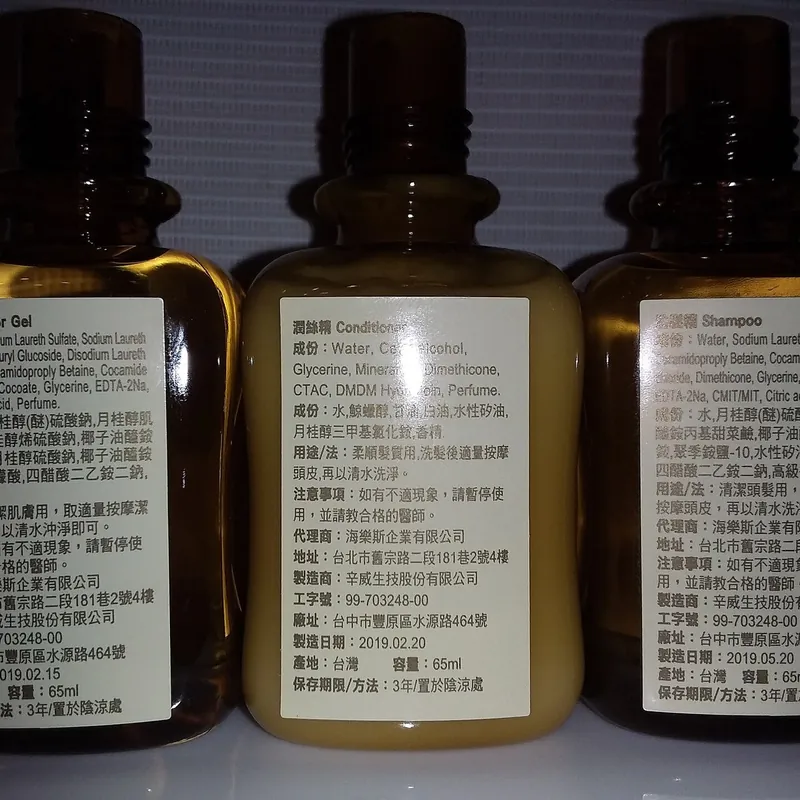 r Gel
um Laureth Sulfate, Sodium Laureth
uryl Glucoside, Disodium Laureth
amidoproply Betaine, Cocamide
Cocoate, Glycerine, EDTA-2Na,
cid, Perfume.
桂醇(醚)硫酸鈉,月桂醇肌
桂醇烯硫酸鈉,椰子油醯銨
月桂醇硫酸鈉,椰子油醯銨
檬酸,四醋酸二乙銨二鈉,
潔肌膚用，取適量按摩潔
以清水沖淨即可。
有不適現象，請暫停使
格的醫師。
樂斯企業有限公司
市舊宗路二段181巷2號4樓
威生技股份有限公司
703248-00
市豐原區水源路464號
019.02.15
容量：65ml
法：3年/置於陰涼處
潤絲精 Conditioner
成份：Water, Alcohol,
Glycerine, Mineral Dimethicone,
CTAC, DMDM Perfume.
成份：水,鯨蠟醇,甘油,白油,水性矽油,
月桂醇三甲基氯化銨,香精.
用途/法：柔順髮質用,洗髮後適量按摩
頭皮,再以清水洗淨。
注意事項：如有不適現象，請暫停使
用，並請教合格的醫師。
代理商：海樂斯企業有限公司
地址：台北市舊宗路二段181巷2號4樓
製造商：辛威生技股份有限公司
工字號：99-703248-00
廠址：台中市豐原區水源路464號
製造日期：2019.02.20
產地：台灣 容量：65ml
保存期限/方法：3年/置於陰涼處
洗髮精 Shampoo
成份：Water, Sodium Lauret
Cocamidoproply Betaine, Cocam
Dimethicone, Glycerine,
EDTA-2Na, CMIT/MIT, Citric a
成份：水,月桂醇(醚)硫酸
醯銨丙基甜菜鹼,椰子油
銨,聚季銨鹽-10,水性矽
四醋酸二乙銨二鈉,高級
用途/法：清潔頭髮用，
按摩頭皮，再以清水洗
代理商：海樂斯企業有限
地址：台北市舊宗路二段
注意事項：如有不適現
用，並請教合格的醫師
製造商：辛威生技股份
工字號：99-703248-00
廠址：台中市豐原區水
製造日期：2019.05.20
產地：台灣 容量：65m
保存期限/方法：3年/置